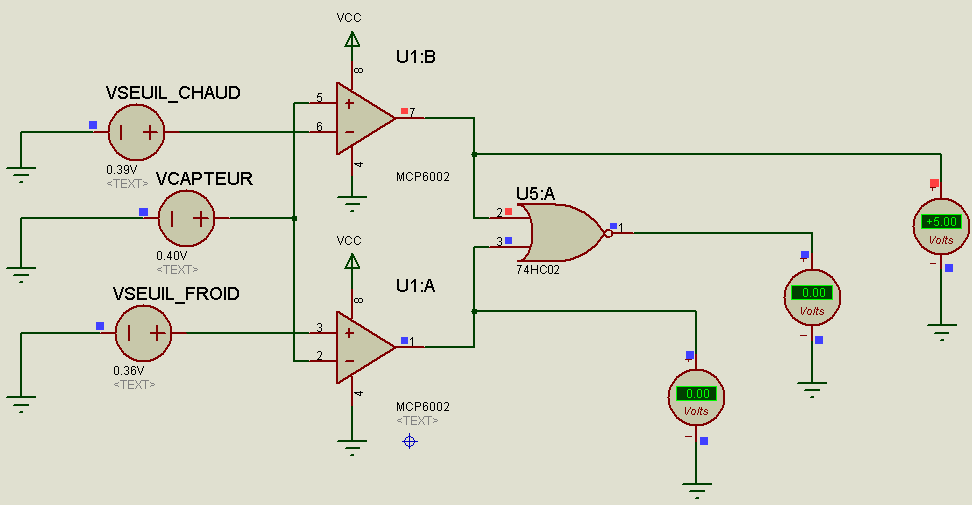 VCC
U1:B
8
VSEUIL_CHAUD
5
7
6
0.39V
<TEXT>
4
MCP6002
VCAPTEUR
U5:A
2
1
3
+5.00
Volts
VCC
0.40V
<TEXT>
74HC02
VSEUIL_FROID
8
U1:A
0.00
Volts
3
1
2
0.36V
<TEXT>
4
0.00
Volts
MCP6002
<TEXT>